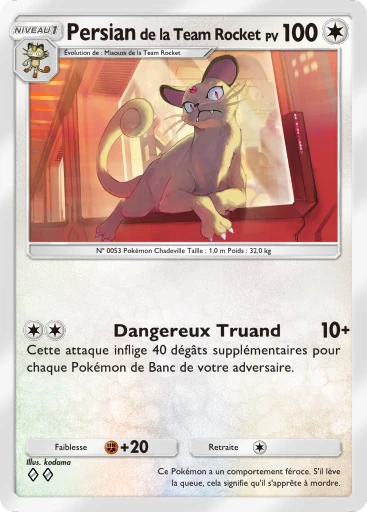 NIVEAU 1
Persian de la Team Rocket PV 100
Évolution de : Miaouss de la Team Rocket
N° 0053 Pokémon Chadeville Taille : 1,0 m Poids : 32,0 kg
Dangereux Truand 10+
Cette attaque inflige 40 dégâts supplémentaires pour
chaque Pokémon de Banc de votre adversaire.
Faiblesse +20 Retraite
Illus. kodama
Ce Pokémon a un comportement féroce. S'il lève
la queue, cela signifie qu'il s'apprête à mordre.